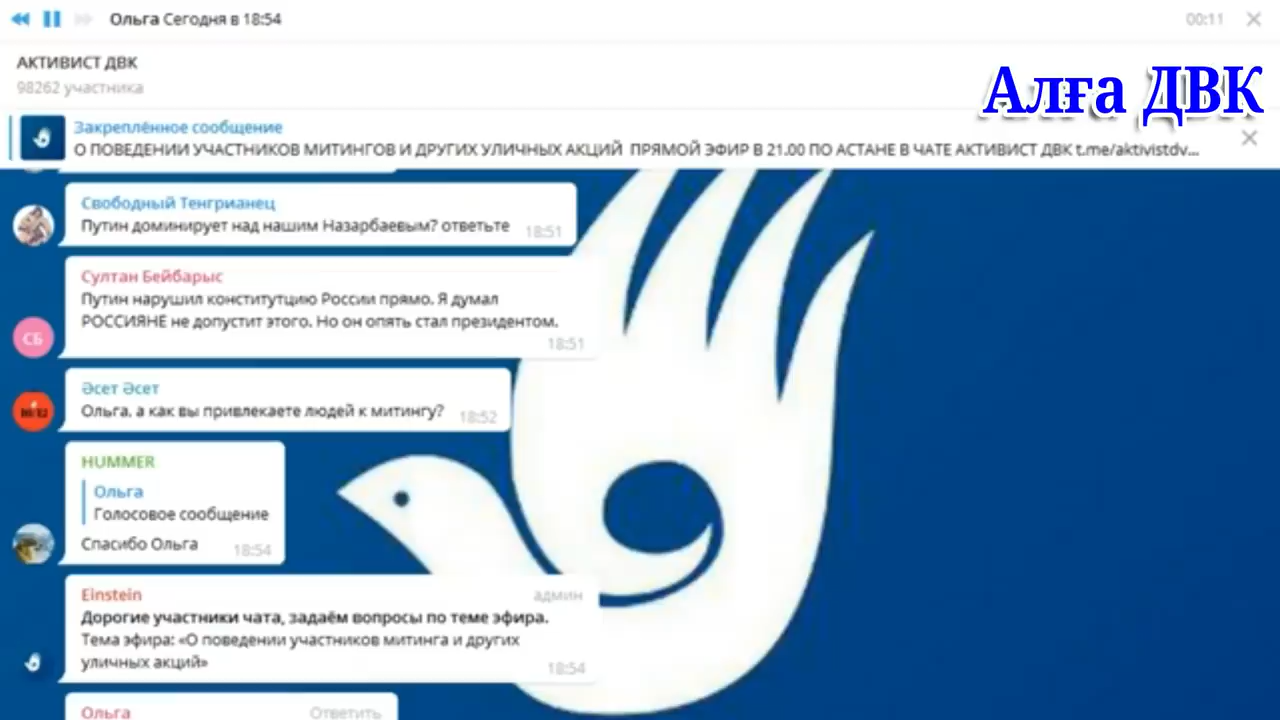 Ольга Сегодня в 18:54
00:11
АКТИВИСТ ДВК
98262 участника
Алға ДВК
Закреплённое сообщение
О ПОВЕДЕНИИ УЧАСТНИКОВ МИТИНГОВ И ДРУГИХ УЛИЧНЫХ АКЦИЙ ПРЯМОЙ ЭФИР В 21.00 ПО АСТАНЕ В ЧАТЕ АКТИВИСТ ДВК t.me/aktivistdv...
Свободный Тенгрианец
Путин доминирует над нашим Назарбаевым? ответьте 18:51
Султан Бейбарыс
Путин нарушил конститутцию России прямо. Я думал
РОССИЯНЕ не допустит этого. Но он опять стал президентом.
18:51
СБ
Әсет Әсет
Ольга, а как вы привлекаете людей к митингу? 18:52
HUMMER
Ольга
Голосовое сообщение
Спасибо Ольга 18:54
Einstein админ
Дорогие участники чата, задаём вопросы по теме эфира.
Тема эфира: «О поведении участников митинга и других
уличных акций» 18:54
Ольга Ответить